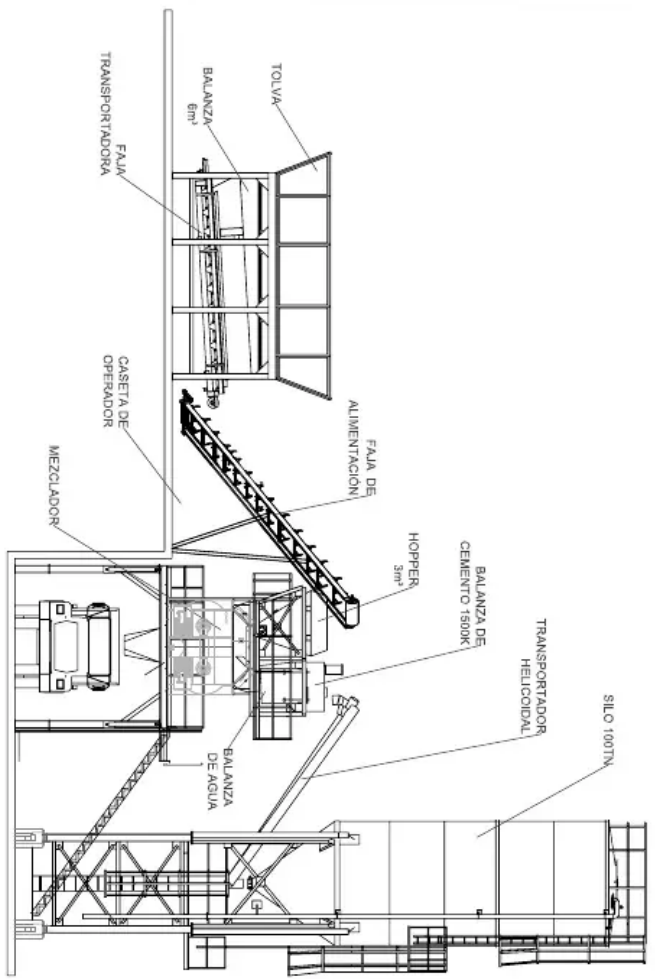 TOLVA
BALANZA
6m³
FAJA
TRANSPORTADORA
CASETA DE
OPERADOR
MEZCLADOR
FAJA DE
ALIMENTACIÓN
HOPPER
3m³
BALANZA DE
CEMENTO 1500K
TRANSPORTADOR
HELICOIDAL
SILO 100TN
BALANZA
DE AGUA